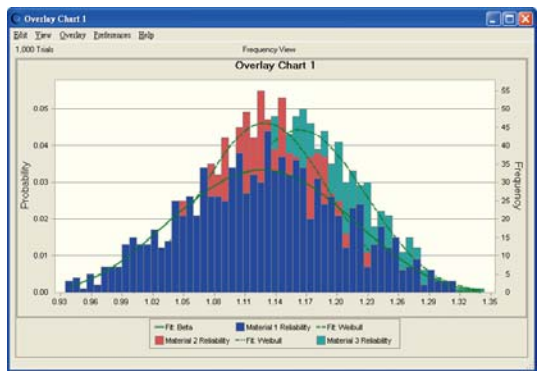 Overlay Chart 1
Edit View Overlay Preferences Help
1,000 Trials Frequency View
Overlay Chart 1
0.05
0.04
0.03
0.02
0.01
0.00
Probability
55
50
45
40
35
30
25
20
15
10
5
0
Frequency
0.93 0.96 0.99 1.02 1.05 1.08 1.11 1.14 1.17 1.20 1.23 1.26 1.29 1.32 1.35
Fit: Beta Material 1 Reliability Fit: Weibull
Material 2 Reliability Fit: Weibull Material 3 Reliability